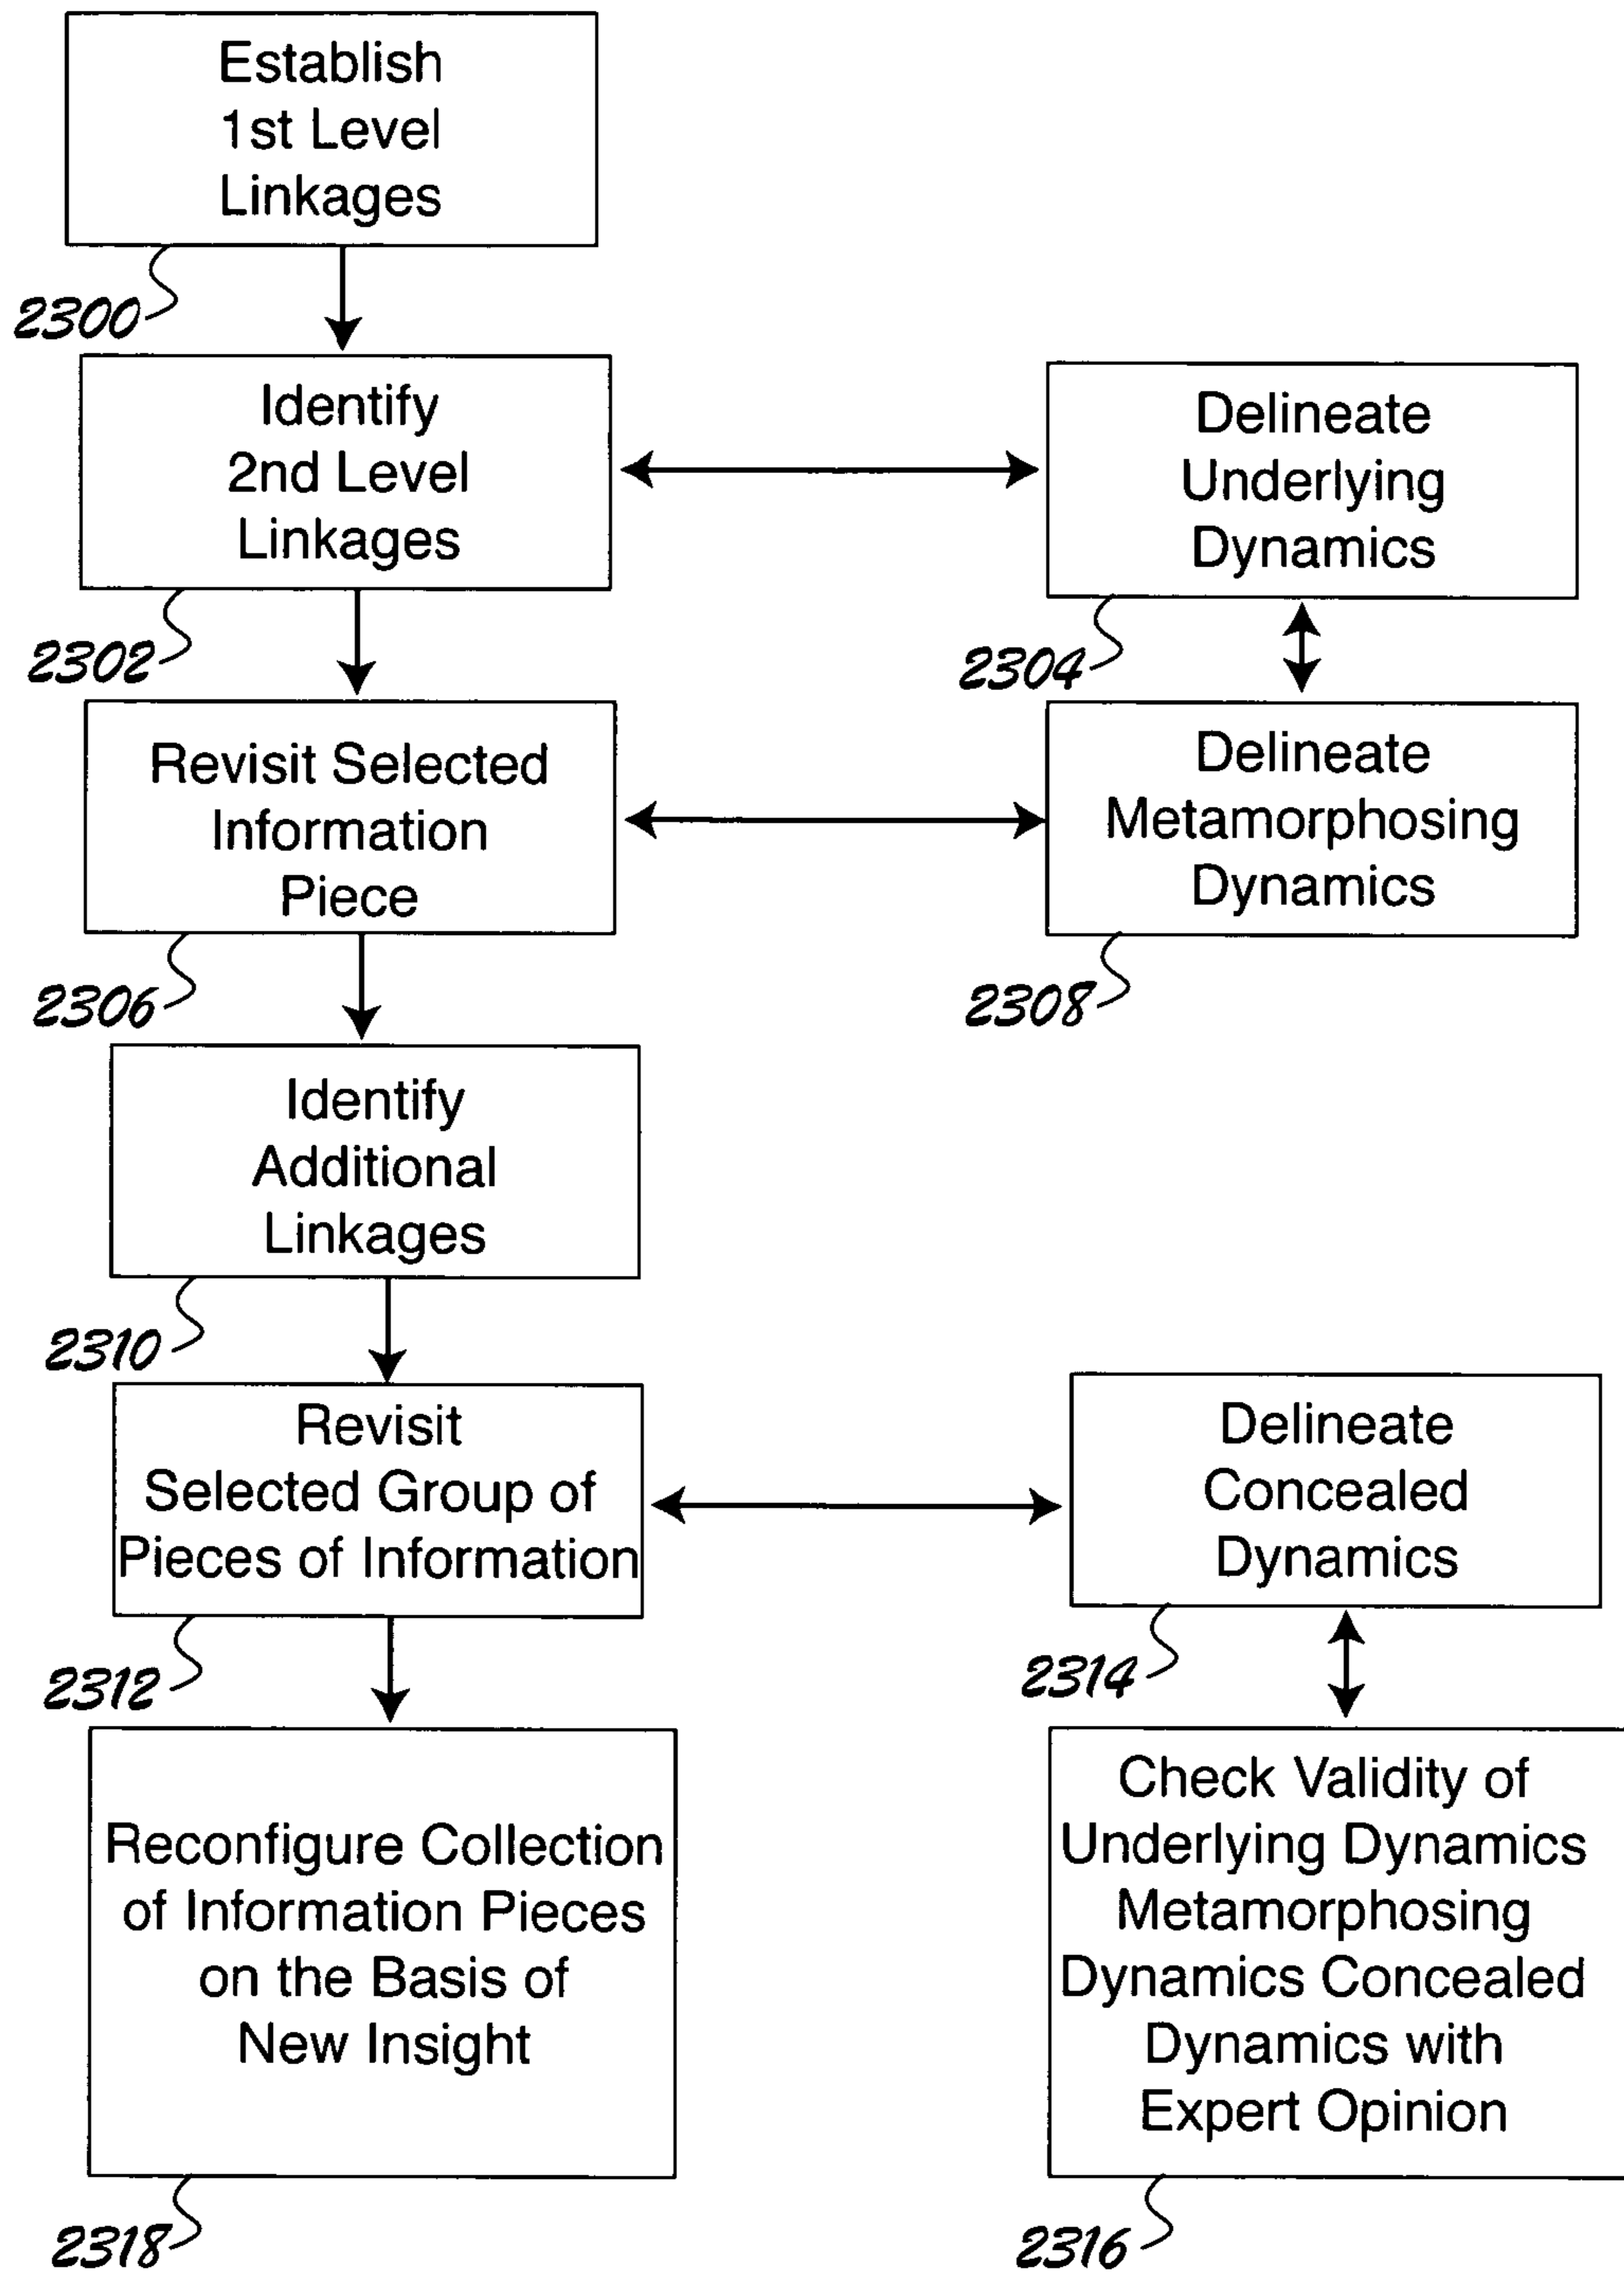 Establish
1st Level
Linkages
2300
Identify
2nd Level
Linkages
2302
Delineate
Underlying
Dynamics
2304
Revisit Selected
Information
Piece
2306
Delineate
Metamorphosing
Dynamics
2308
Identify
Additional
Linkages
2310
Revisit
Selected Group of
Pieces of Information
2312
Delineate
Concealed
Dynamics
2314
Reconfigure Collection
of Information Pieces
on the Basis of
New Insight
2318
Check Validity of
Underlying Dynamics
Metamorphosing
Dynamics Concealed
Dynamics with
Expert Opinion
2316